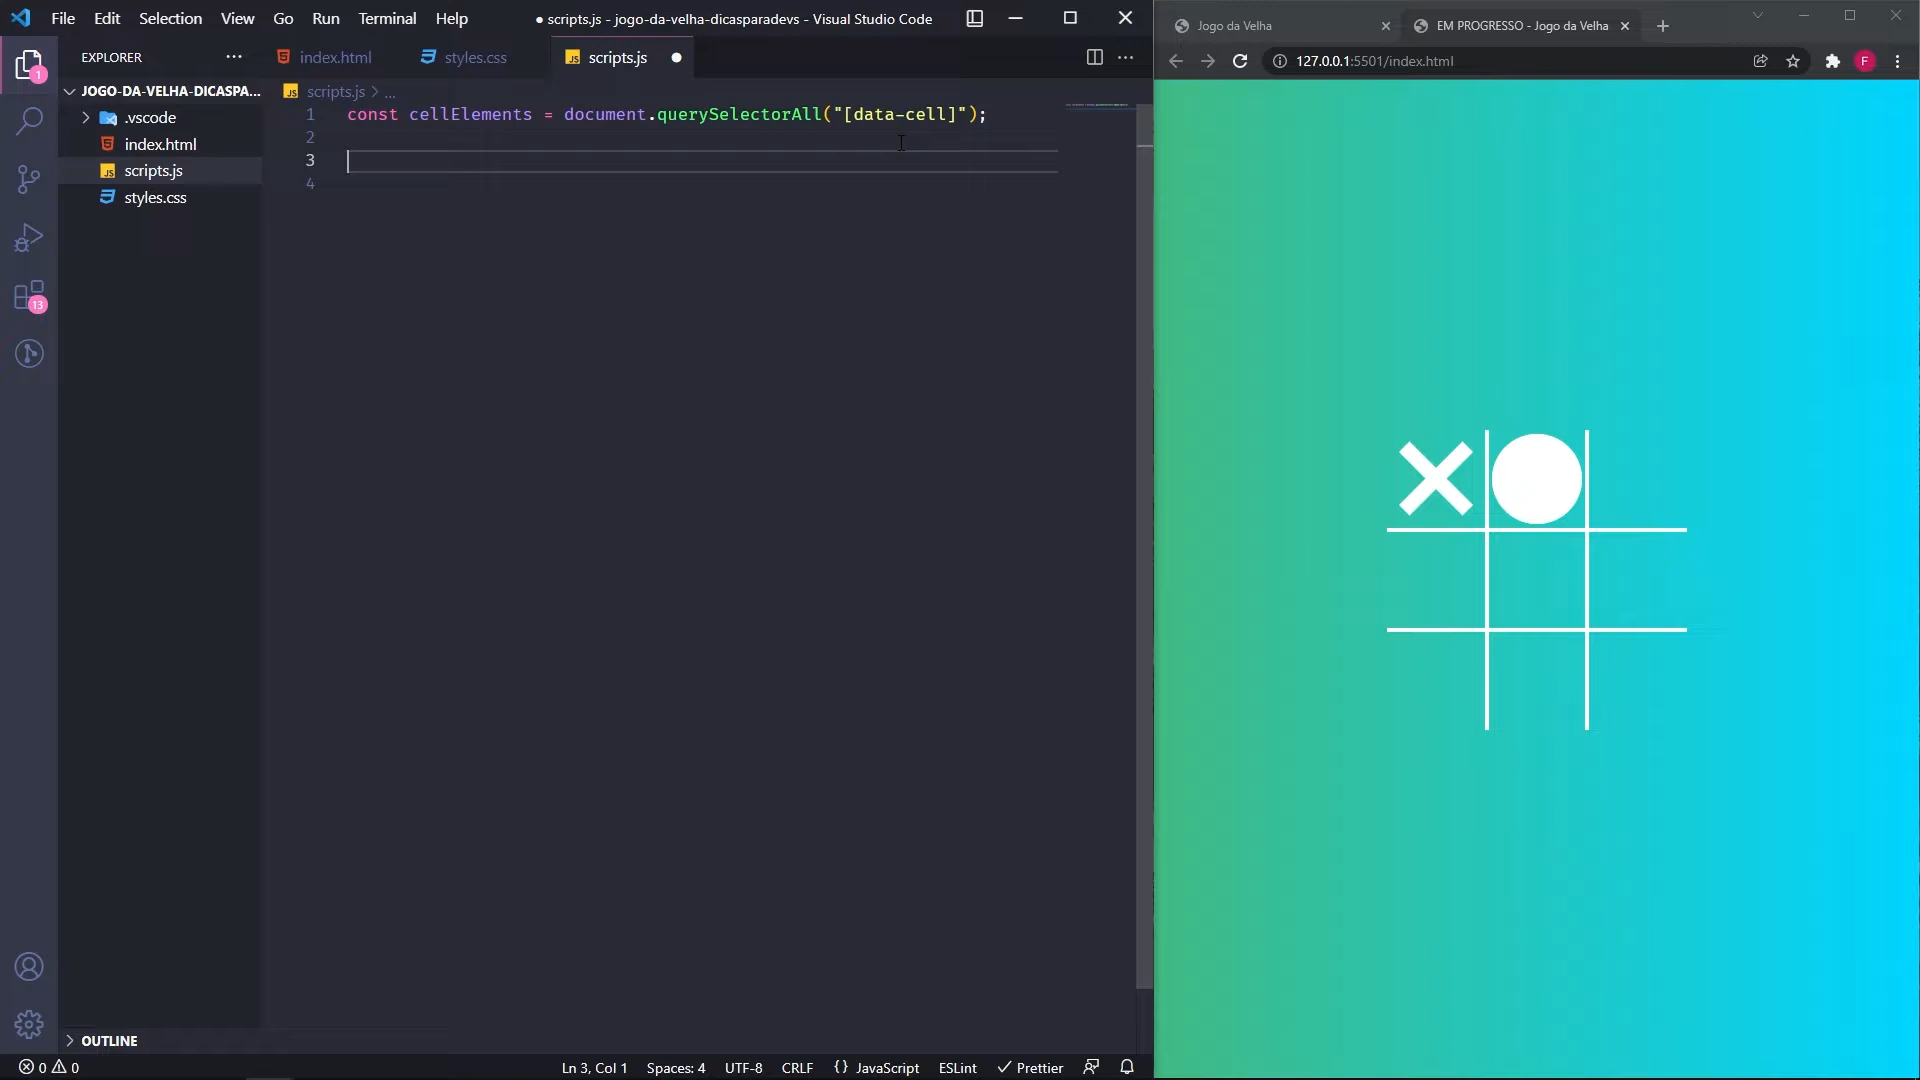 File Edit Selection View Go Run Terminal Help
● scripts.js - jogo-da-velha-dicasparadevs - Visual Studio Code
EXPLORER ···
JOGO-DA-VELHA-DICASPA...
.vscode
index.html
scripts.js
styles.css
OUTLINE
1
13
index.html styles.css scripts.js
scripts.js > ...
1 const cellElements = document.querySelectorAll("[data-cell]");
2
3
4
0 0
Ln 3, Col 1 Spaces: 4 UTF-8 CRLF {} JavaScript ESLint Prettier
Jogo da Velha
EM PROGRESSO - Jogo da Velha
127.0.0.1:5501/index.html
F